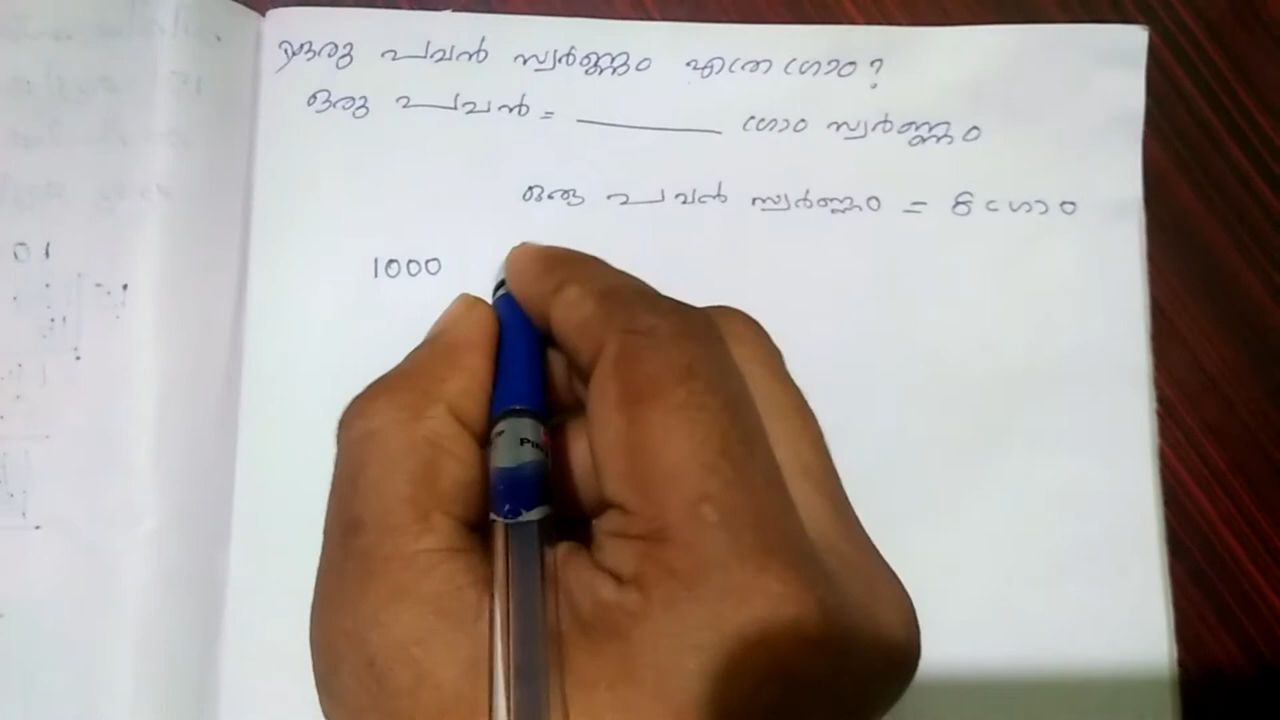 ഒരു പവൻ സ്വർണ്ണം എത്ര ഗ്രാം?
ഒരു പവൻ = ______ ഗ്രാം സ്വർണ്ണം
ഒരു പവൻ സ്വർണ്ണം = 8 ഗ്രാം
1000